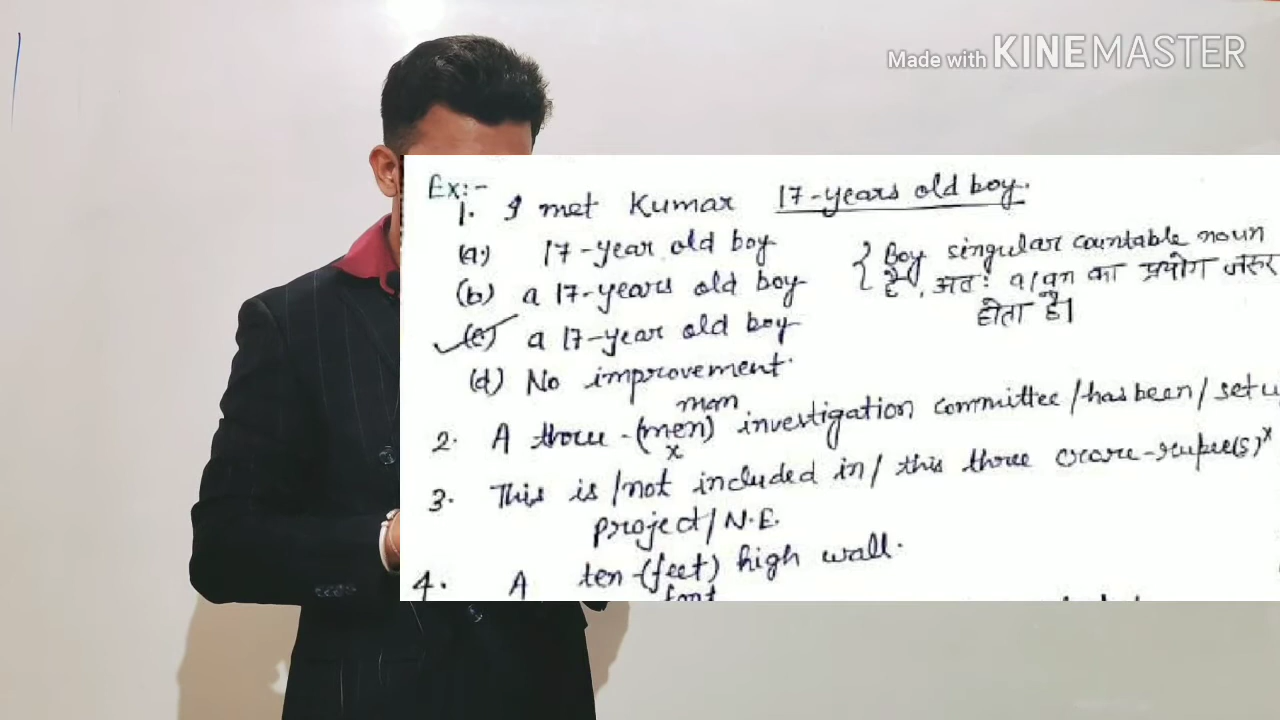 Made with KINEMASTER
Ex:-
1. I met Kumar 17-years old boy.
(a) 17-year old boy
(b) a 17-years old boy
(c) a 17-year old boy
(d) No improvement.
{ Boy singular countable noun
है, अतः a/an का प्रयोग जरूर
होता है।
man
2. A three-(men) investigation committee/has been/setu
x
3. This is/not included in/this three crore-rupee(s) x
project/N.E.
4. A ten-(feet) high wall.
foot